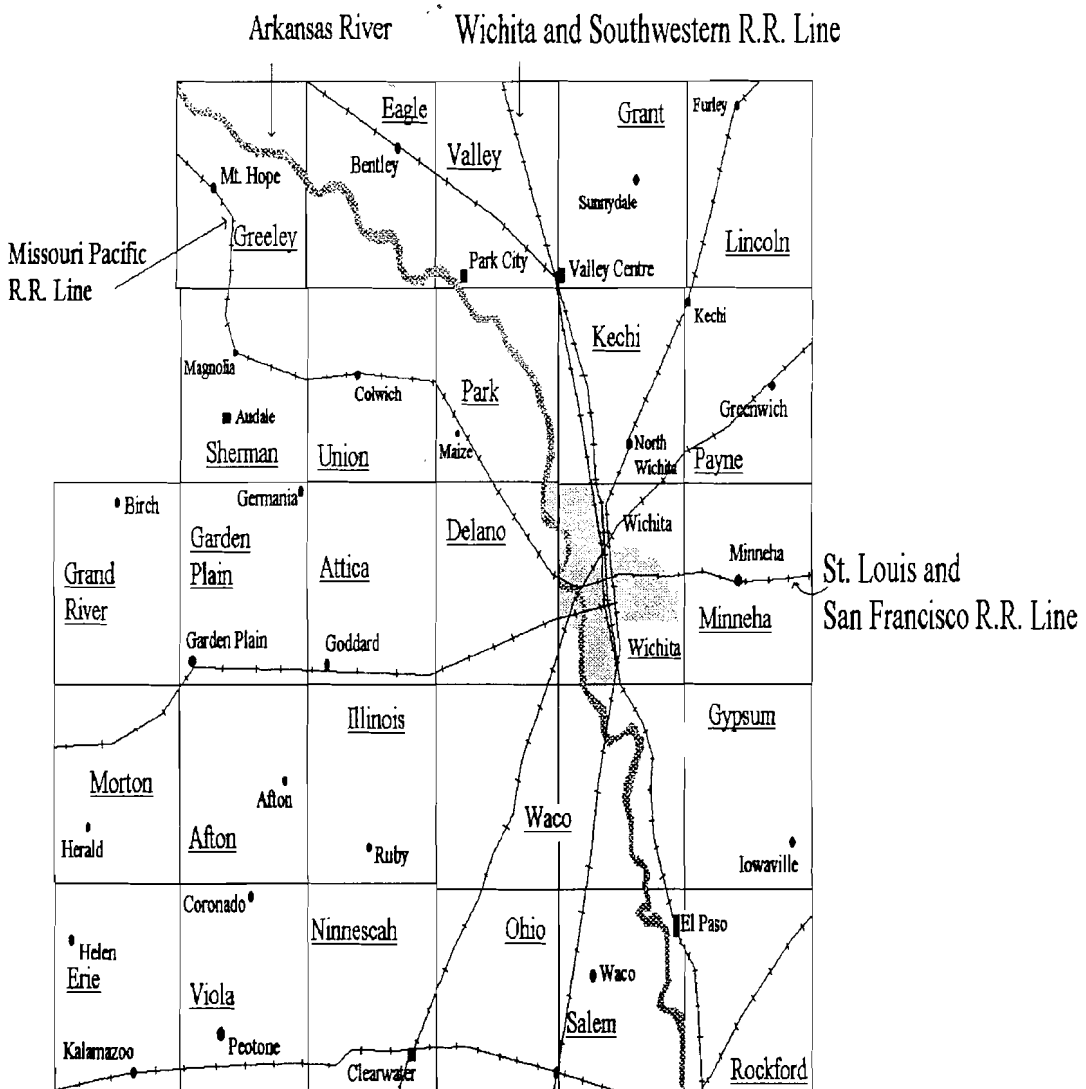 Arkansas River
Wichita and Southwestern R.R. Line
Eagle
Grant
Furley
Bentley
Valley
Mt. Hope
Sunnydale
Greeley
Lincoln
Missouri Pacific
R.R. Line
Park City
Valley Centre
Kechi
Kechi
Magnolia
Colwich
Park
Greenwich
Audale
Maize
North
Wichita
Sherman
Union
Payne
Germania
Birch
Garden
Plain
Delano
Wichita
Minneha
Grand
River
Attica
St. Louis and
San Francisco R.R. Line
Minneha
Garden Plain
Goddard
Wichita
Illinois
Gypsum
Morton
Afton
Waco
Herald
Afton
Ruby
Iowaville
Coronado
Ninnescah
Ohio
El Paso
Helen
Erie
Waco
Viola
Salem
Peotone
Kalamazoo
Clearwater
Rockford